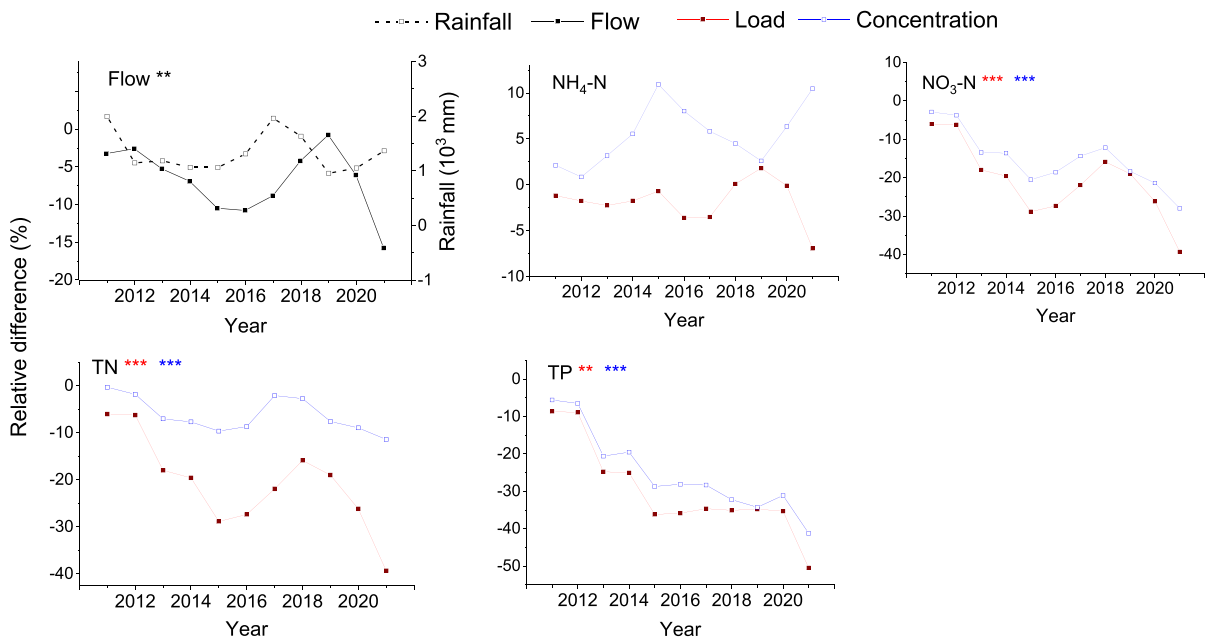 Rainfall Flow Load Concentration
Flow **
0
-5
-10
-15
-20
3
2
1
0
-1
Rainfall (10³ mm)
2012 2014 2016 2018 2020
Year
NH₄-N
10
5
0
-5
-10
2012 2014 2016 2018 2020
Year
NO₃-N *** ***
10
0
-10
-20
-30
-40
2012 2014 2016 2018 2020
Year
Relative difference (%)
TN *** ***
0
-10
-20
-30
-40
2012 2014 2016 2018 2020
Year
TP ** ***
0
-10
-20
-30
-40
-50
2012 2014 2016 2018 2020
Year